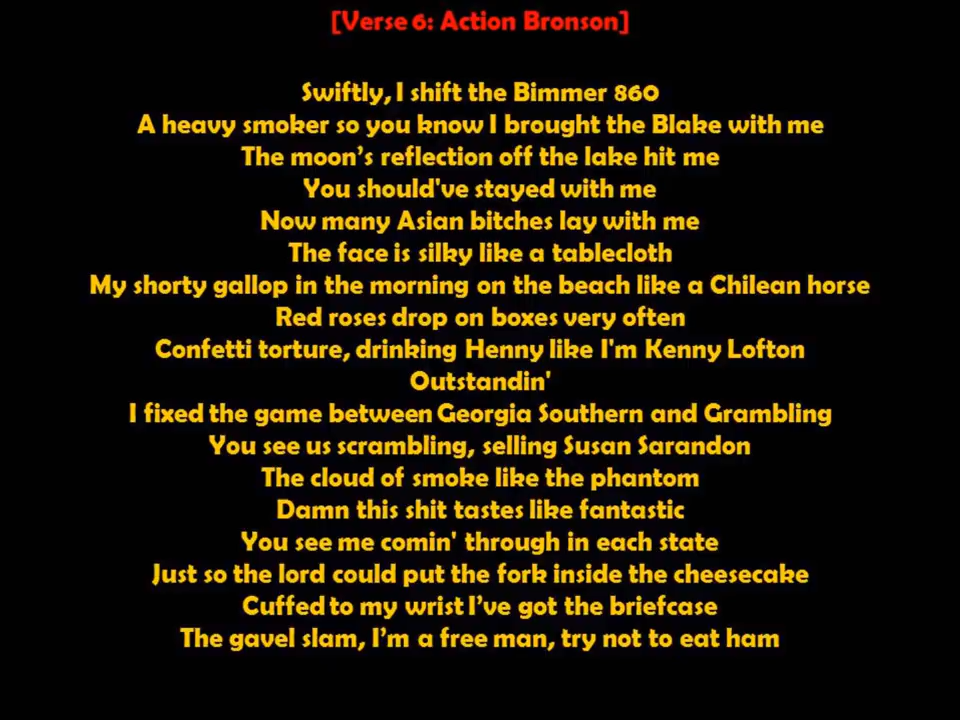 [Verse 6: Action Bronson]
Swiftly, I shift the Bimmer 860
A heavy smoker so you know I brought the Blake with me
The moon’s reflection off the lake hit me
You should've stayed with me
Now many Asian bitches lay with me
The face is silky like a tablecloth
My shorty gallop in the morning on the beach like a Chilean horse
Red roses drop on boxes very often
Confetti torture, drinking Henny like I'm Kenny Lofton
Outstandin'
I fixed the game between Georgia Southern and Grambling
You see us scrambling, selling Susan Sarandon
The cloud of smoke like the phantom
Damn this shit tastes like fantastic
You see me comin' through in each state
Just so the lord could put the fork inside the cheesecake
Cuffed to my wrist I’ve got the briefcase
The gavel slam, I’m a free man, try not to eat ham